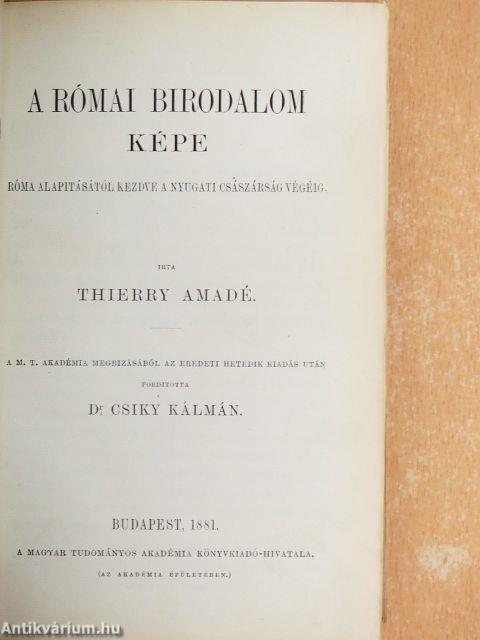 A RÓMAI BIRODALOM
KÉPE
RÓMA ALAPITÁSÁTÓL KEZDVE A NYUGATI CSÁSZÁRSÁG VÉGÉIG.
IRTA
THIERRY AMADÉ.
A M. T. AKADÉMIA MEGBIZÁSÁBÓL AZ EREDETI HETEDIK KIADÁS UTÁN
FORDITOTTA
Dr. CSIKY KÁLMÁN.
BUDAPEST, 1881.
A MAGYAR TUDOMÁNYOS AKADÉMIA KÖNYVKIADÓ-HIVATALA.
(AZ AKADÉMIA ÉPÜLETÉBEN.)
Antikvárium.hu